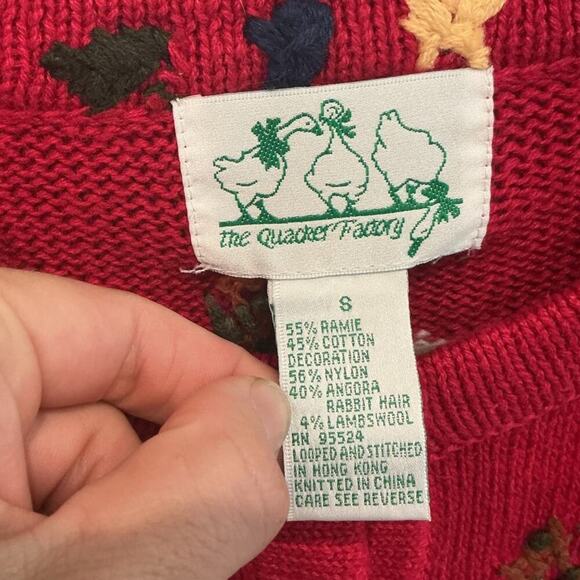 the Quacker Factory
S
55% RAMIE
45% COTTON
DECORATION
56% NYLON
40% ANGORA
RABBIT HAIR
4% LAMBSWOOL
RN 95524
LOOPED AND STITCHED
IN HONG KONG
KNITTED IN CHINA
CARE SEE REVERSE